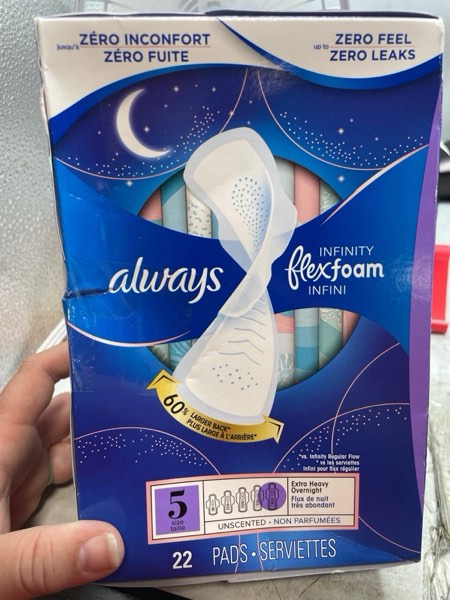 jusqu'à ZÉRO INCONFORT
ZÉRO FUITE
up to ZERO FEEL
ZERO LEAKS
always
INFINITY
flexfoam
INFINI
60% LARGER BACK*
PLUS LARGE À L'ARRIÈRE*
*vs. Infinity Regular Flow
* vs les serviettes
Infini pour flux régulier
5
size
taille
Extra Heavy
Overnight
Flux de nuit
très abondant
UNSCENTED • NON PARFUMÉES
22 PADS • SERVIETTES